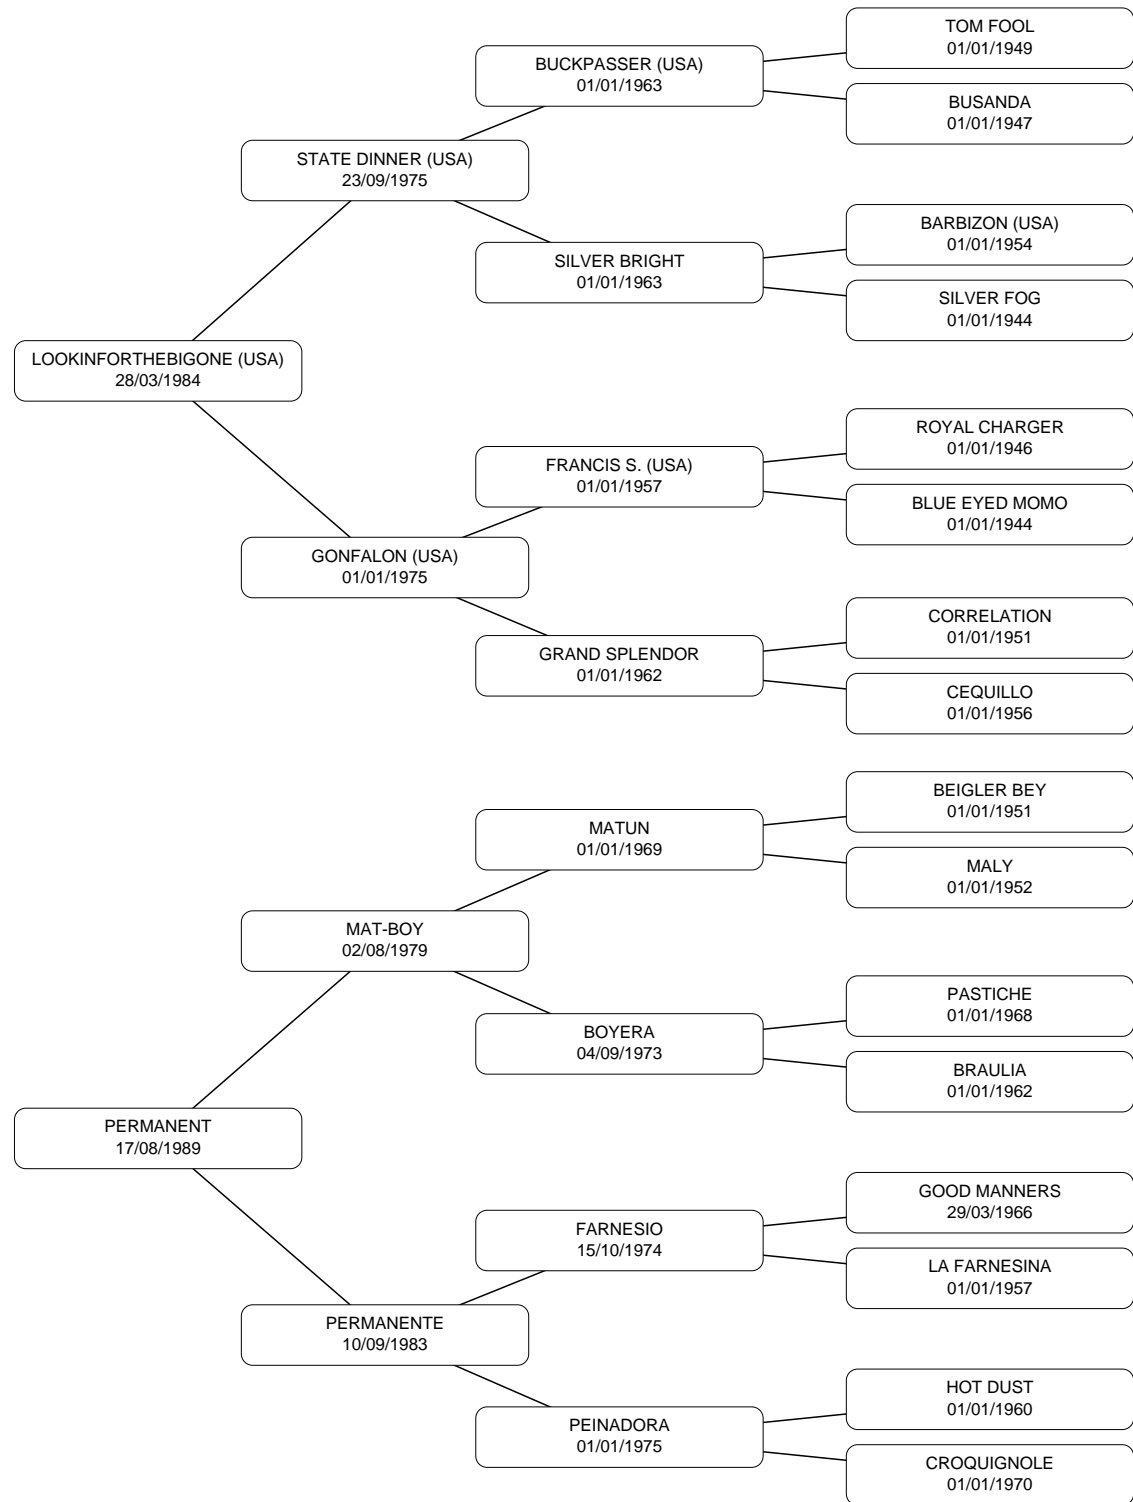 TOM FOOL
01/01/1949
BUCKPASSER (USA)
01/01/1963
BUSANDA
01/01/1947
STATE DINNER (USA)
23/09/1975
BARBIZON (USA)
01/01/1954
SILVER BRIGHT
01/01/1963
SILVER FOG
01/01/1944
LOOKINFORTHEBIGONE (USA)
28/03/1984
ROYAL CHARGER
01/01/1946
FRANCIS S. (USA)
01/01/1957
BLUE EYED MOMO
01/01/1944
GONFALON (USA)
01/01/1975
CORRELATION
01/01/1951
GRAND SPLENDOR
01/01/1962
CEQUILLO
01/01/1956
BEIGLER BEY
01/01/1951
MATUN
01/01/1969
MALY
01/01/1952
MAT-BOY
02/08/1979
PASTICHE
01/01/1968
BOYERA
04/09/1973
BRAULIA
01/01/1962
PERMANENT
17/08/1989
GOOD MANNERS
29/03/1966
FARNESIO
15/10/1974
LA FARNESINA
01/01/1957
PERMANENTE
10/09/1983
HOT DUST
01/01/1960
PEINADORA
01/01/1975
CROQUIGNOLE
01/01/1970